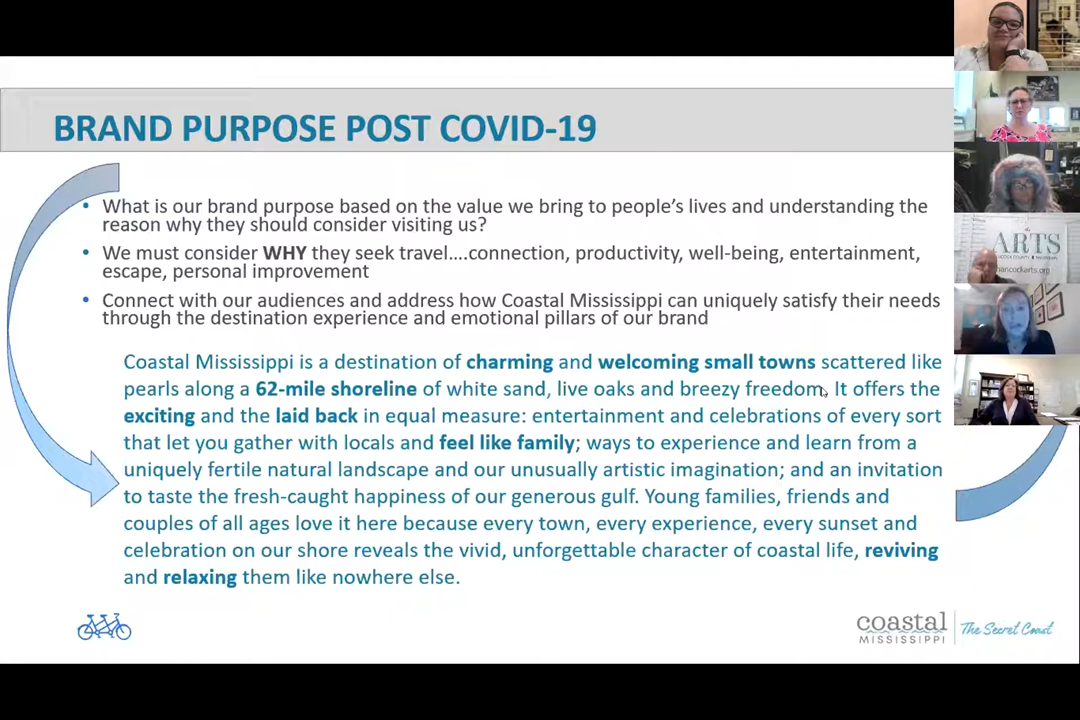 BRAND PURPOSE POST COVID-19
• What is our brand purpose based on the value we bring to people's lives and understanding the
reason why they should consider visiting us?
• We must consider WHY they seek travel....connection, productivity, well-being, entertainment,
escape, personal improvement
• Connect with our audiences and address how Coastal Mississippi can uniquely satisfy their needs
through the destination experience and emotional pillars of our brand
Coastal Mississippi is a destination of charming and welcoming small towns scattered like
pearls along a 62-mile shoreline of white sand, live oaks and breezy freedom. It offers the
exciting and the laid back in equal measure: entertainment and celebrations of every sort
that let you gather with locals and feel like family; ways to experience and learn from a
uniquely fertile natural landscape and our unusually artistic imagination; and an invitation
to taste the fresh-caught happiness of our generous gulf. Young families, friends and
couples of all ages love it here because every town, every experience, every sunset and
celebration on our shore reveals the vivid, unforgettable character of coastal life, reviving
and relaxing them like nowhere else.
coastal
MISSISSIPPI
The Secret Coast
the
ARTS
hancockarts.org